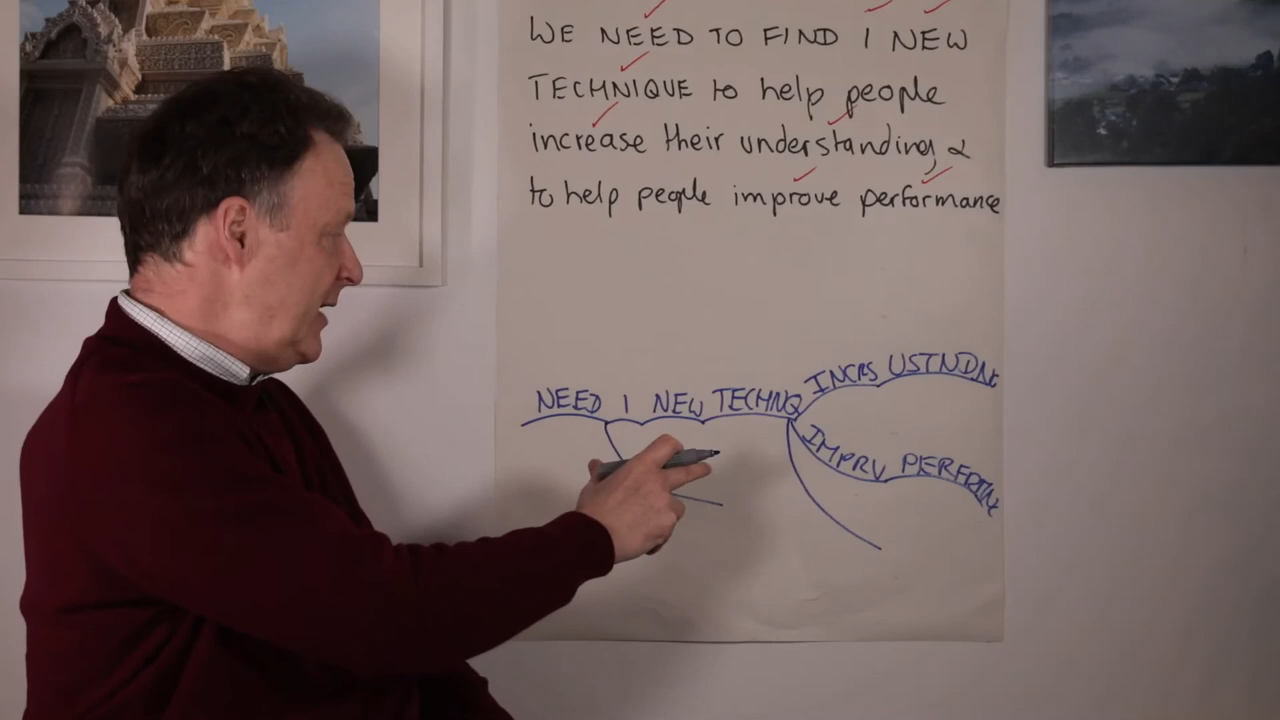 WE NEED TO FIND 1 NEW
TECHNIQUE to help people
increase their understanding, &
to help people improve performance
INCRS USTNDNG
NEED 1 NEW TECHNQ
IMPRV PERFRMN